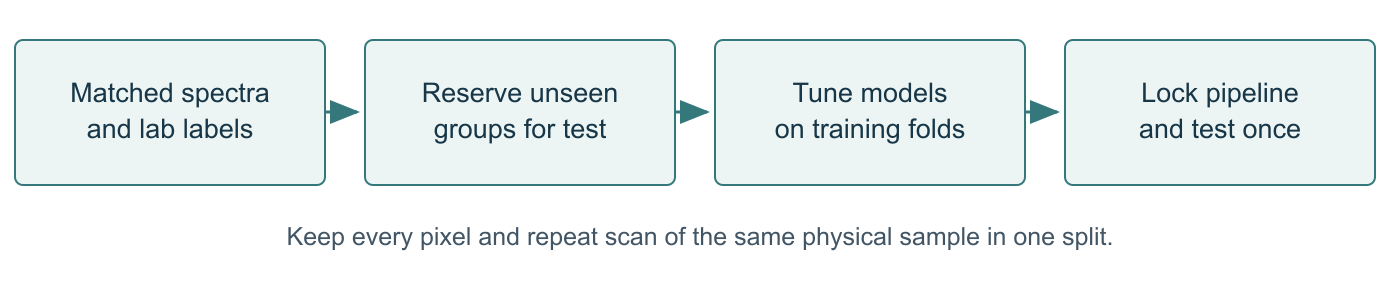 Matched spectra
and lab labels
Reserve unseen
groups for test
Tune models
on training folds
Lock pipeline
and test once
Keep every pixel and repeat scan of the same physical sample in one split.